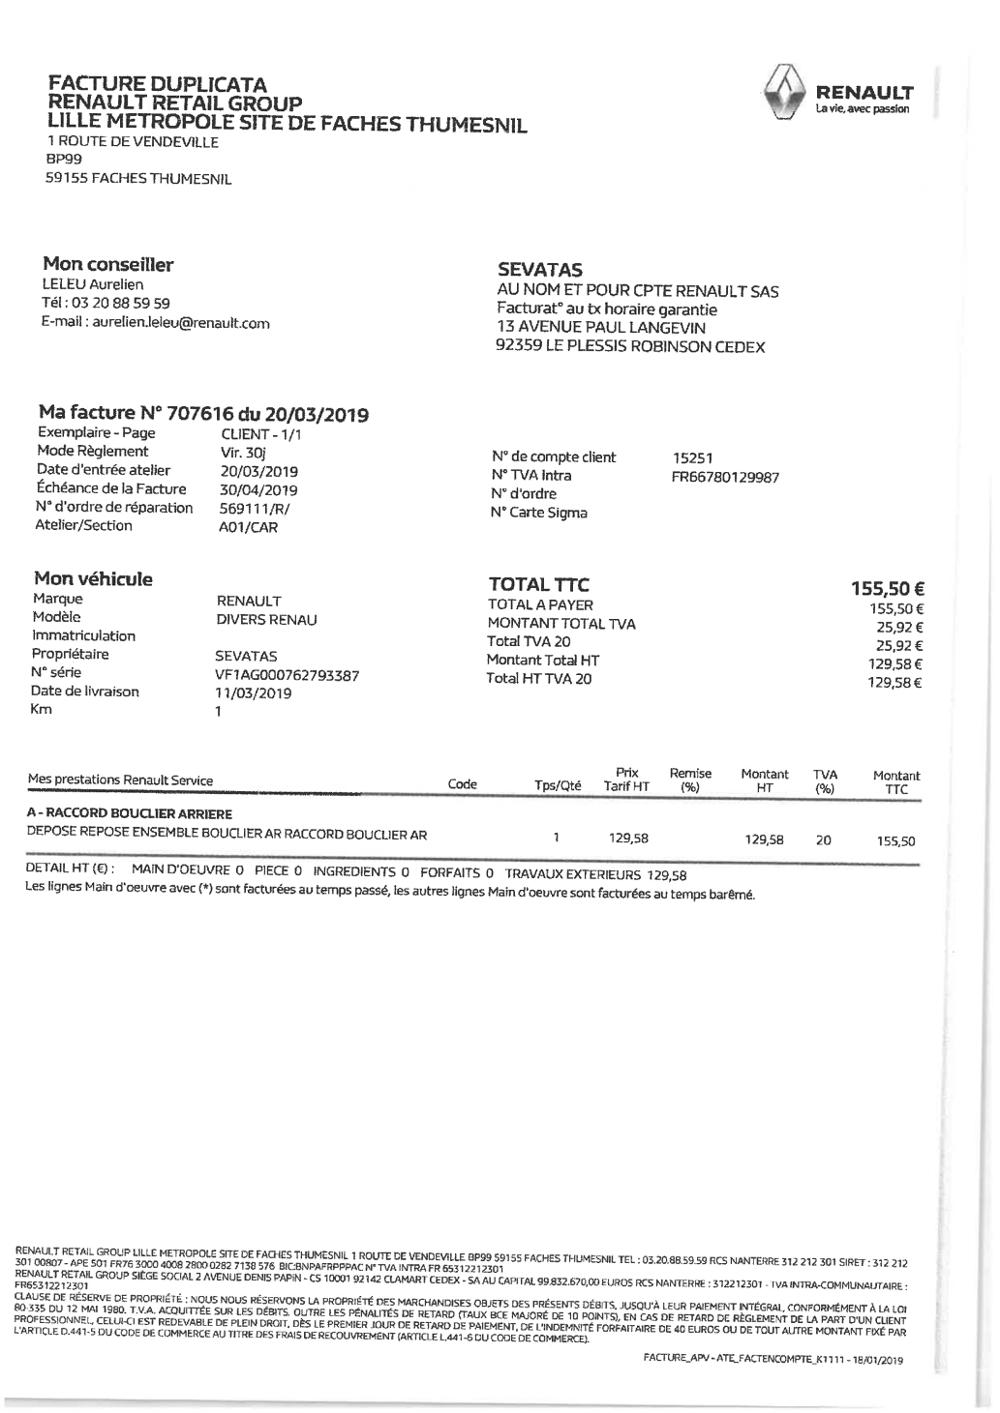 FACTURE DUPLICATA
RENAULT RETAIL GROUP
LILLE METROPOLE SITE DE FACHES THUMESNIL
1 ROUTE DE VENDEVILLE
BP99
59155 FACHES THUMESNIL
RENAULT
La vie, avec passion
Mon conseiller
LELEU Aurelien
Tél : 03 20 88 59 59
E-mail : aurelien.leleu@renault.com
SEVATAS
AU NOM ET POUR CPTE RENAULT SAS
Facturat° au tx horaire garantie
13 AVENUE PAUL LANGEVIN
92359 LE PLESSIS ROBINSON CEDEX
Ma facture N° 707616 du 20/03/2019
Exemplaire - Page CLIENT - 1/1
Mode Règlement Vir. 30j
Date d'entrée atelier 20/03/2019
Échéance de la Facture 30/04/2019
N° d'ordre de réparation 569111/R/
Atelier/Section A01/CAR
N° de compte client 15251
N° TVA Intra FR66780129987
N° d'ordre
N° Carte Sigma
Mon véhicule
Marque RENAULT
Modèle DIVERS RENAU
Immatriculation
Propriétaire SEVATAS
N° série VF1AG000762793387
Date de livraison 11/03/2019
Km 1
TOTAL TTC 155,50 €
TOTAL A PAYER 155,50 €
MONTANT TOTAL TVA 25,92 €
Total TVA 20 25,92 €
Montant Total HT 129,58 €
Total HT TVA 20 129,58 €
Mes prestations Renault Service Code Tps/Qté Prix Tarif HT Remise (%) Montant HT TVA (%) Montant TTC
A - RACCORD BOUCLIER ARRIERE
DEPOSE REPOSE ENSEMBLE BOUCLIER AR RACCORD BOUCLIER AR 1 129,58 129,58 20 155,50
DETAIL HT (€) : MAIN D'OEUVRE 0 PIECE 0 INGREDIENTS 0 FORFAITS 0 TRAVAUX EXTERIEURS 129,58
Les lignes Main d'oeuvre avec (*) sont facturées au temps passé, les autres lignes Main d'oeuvre sont facturées au temps barêmé.
RENAULT RETAIL GROUP LILLE METROPOLE SITE DE FACHES THUMESNIL 1 ROUTE DE VENDEVILLE BP99 59155 FACHES THUMESNIL TEL : 03.20.88.59.59 RCS NANTERRE 312 212 301 SIRET : 312 212
301 00807 - APE 501 FR76 3000 4008 2800 0282 7138 576 BIC:BNPAFRPPPAC N° TVA INTRA FR 65312212301
RENAULT RETAIL GROUP SIÈGE SOCIAL 2 AVENUE DENIS PAPIN - CS 10001 92142 CLAMART CEDEX - SA AU CAPITAL 99.832.670,00 EUROS RCS NANTERRE : 312212301 - TVA INTRA-COMMUNAUTAIRE :
FR65312212301
CLAUSE DE RÉSERVE DE PROPRIÉTÉ : NOUS NOUS RÉSERVONS LA PROPRIÉTÉ DES MARCHANDISES OBJETS DES PRÉSENTS DÉBITS, JUSQU'À LEUR PAIEMENT INTÉGRAL, CONFORMÉMENT À LA LOI
80-335 DU 12 MAI 1980. T.V.A. ACQUITTÉE SUR LES DÉBITS. OUTRE LES PÉNALITÉS DE RETARD (TAUX BCE MAJORÉ DE 10 POINTS), EN CAS DE RETARD DE RÈGLEMENT DE LA PART D'UN CLIENT
PROFESSIONNEL, CELUI-CI EST REDEVABLE DE PLEIN DROIT, DÈS LE PREMIER JOUR DE RETARD DE PAIEMENT, DE L'INDEMNITÉ FORFAITAIRE DE 40 EUROS OU DE TOUT AUTRE MONTANT FIXÉ PAR
L'ARTICLE D.441-5 DU CODE DE COMMERCE AU TITRE DES FRAIS DE RECOUVREMENT (ARTICLE L.441-6 DU CODE DE COMMERCE).
FACTURE_APV - ATE_FACTENCOMPTE_K1111 - 18/01/2019